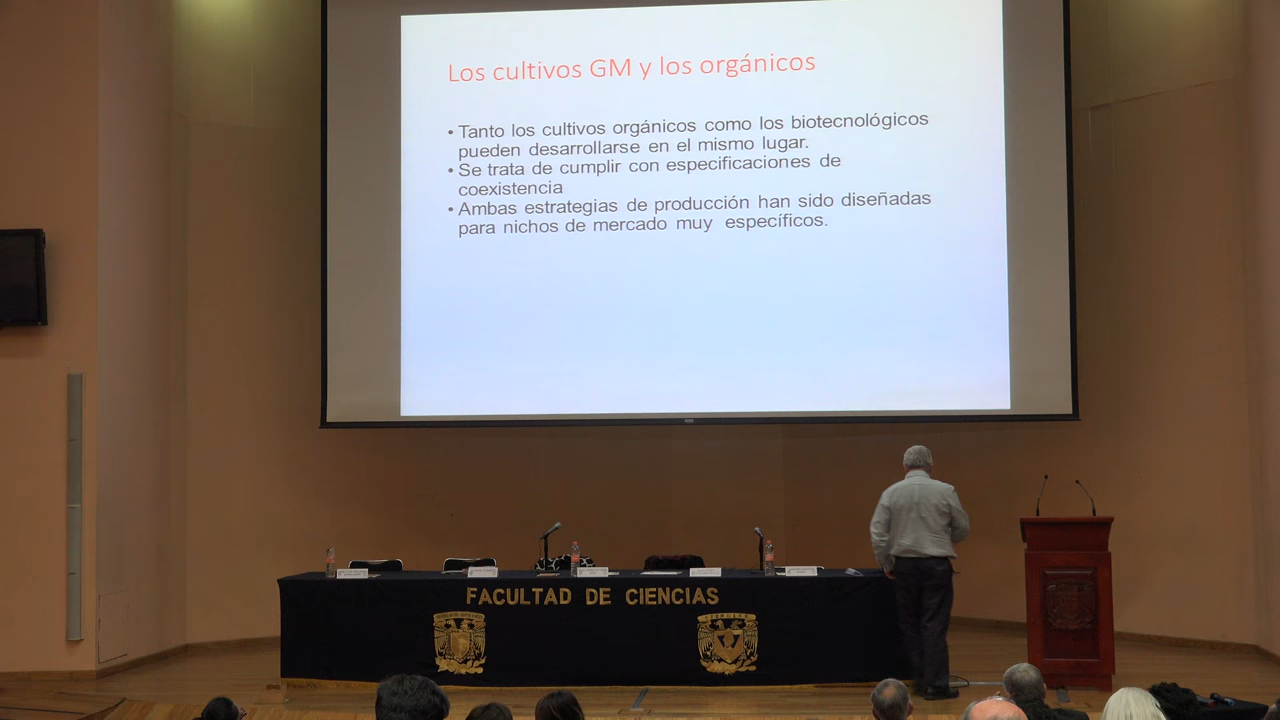 Los cultivos GM y los orgánicos
• Tanto los cultivos orgánicos como los biotecnológicos
pueden desarrollarse en el mismo lugar.
• Se trata de cumplir con especificaciones de
coexistencia
• Ambas estrategias de producción han sido diseñadas
para nichos de mercado muy  específicos.
FACULTAD DE CIENCIAS